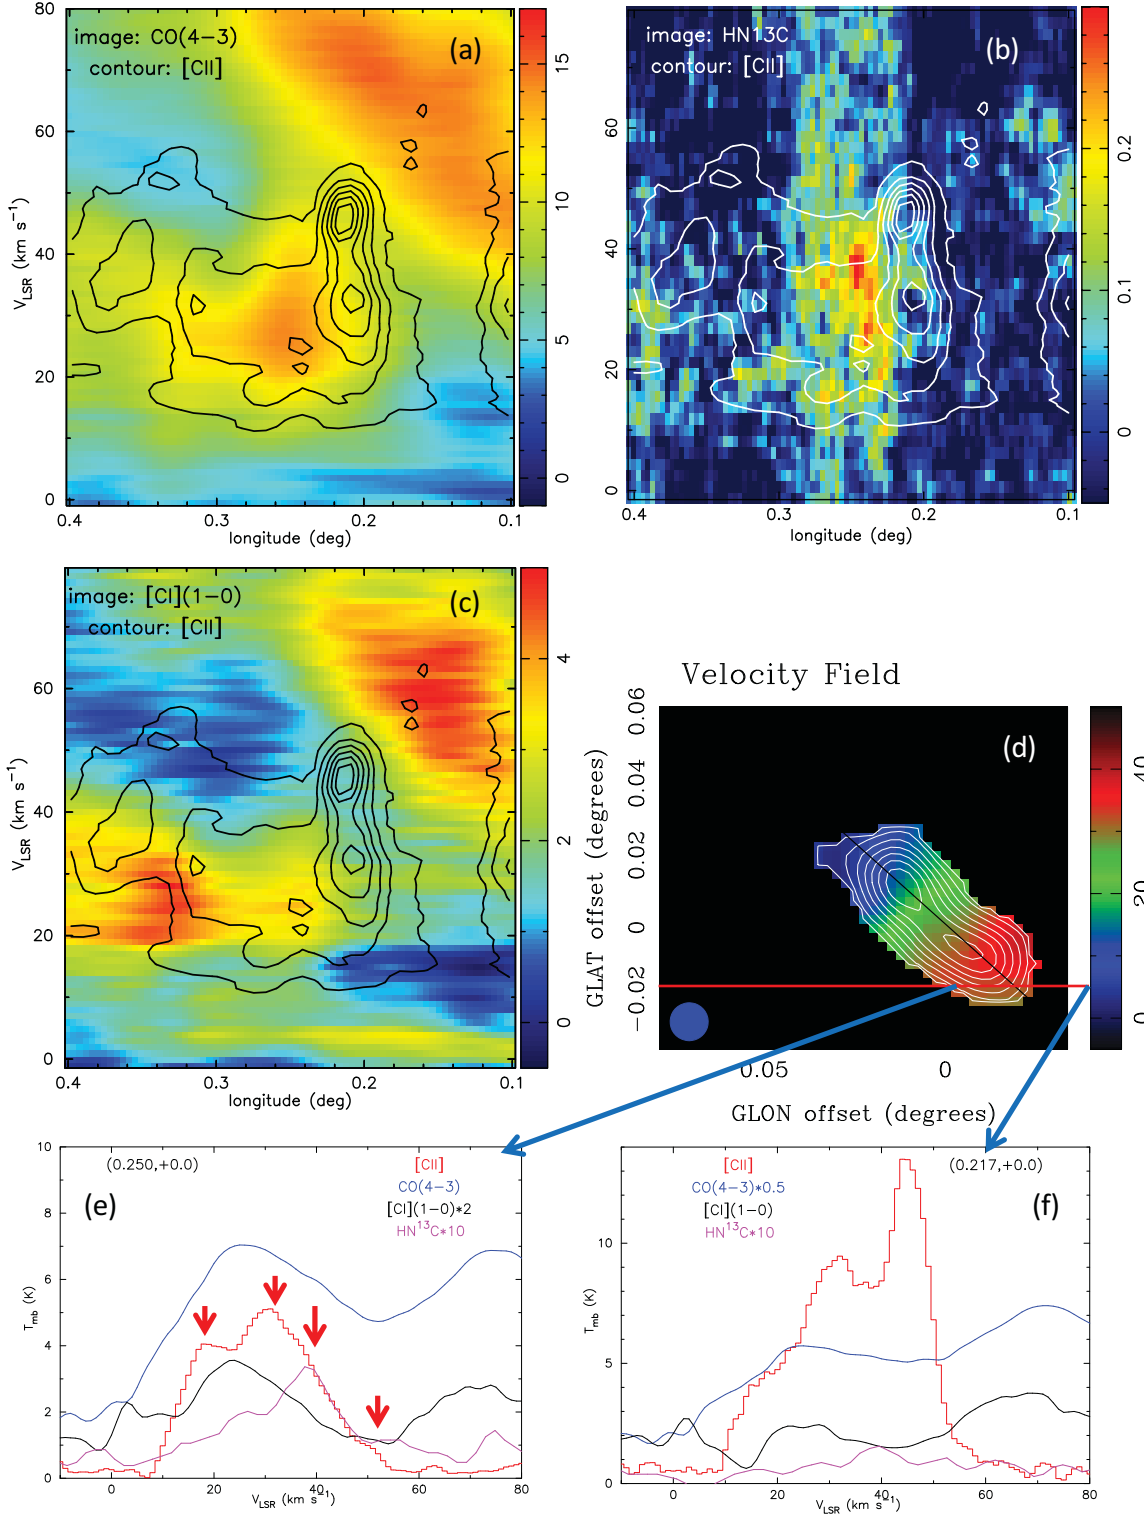 image: CO(4-3)
contour: [CII]
(a)
80
60
40
20
0
V_LSR (km s⁻¹)
0.4
0.3
0.2
0.1
longitude (deg)
15
10
5
0
image: HN13C
contour: [CII]
(b)
60
40
20
0
0.4
0.3
0.2
0.1
longitude (deg)
0.2
0.1
0
image: [CI](1-0)
contour: [CII]
(c)
60
40
20
0
V_LSR (km s⁻¹)
0.4
0.3
0.2
0.1
longitude (deg)
4
2
0
Velocity Field
(d)
0.06
0.04
0.02
0
-0.02
GLAT offset (degrees)
0.05
0
GLON offset (degrees)
40
20
0
(0.250,+0.0)
(e)
[CII]
CO(4-3)
[CI](1-0)*2
HN¹³C*10
10
8
6
4
2
0
T_mb (K)
0
20
40
60
80
V_LSR (km s⁻¹)
[CII]
CO(4-3)*0.5
[CI](1-0)
HN¹³C*10
(0.217,+0.0)
(f)
10
5
0
T_mb (K)
0
20
40
60
80
V_LSR (km s⁻¹)